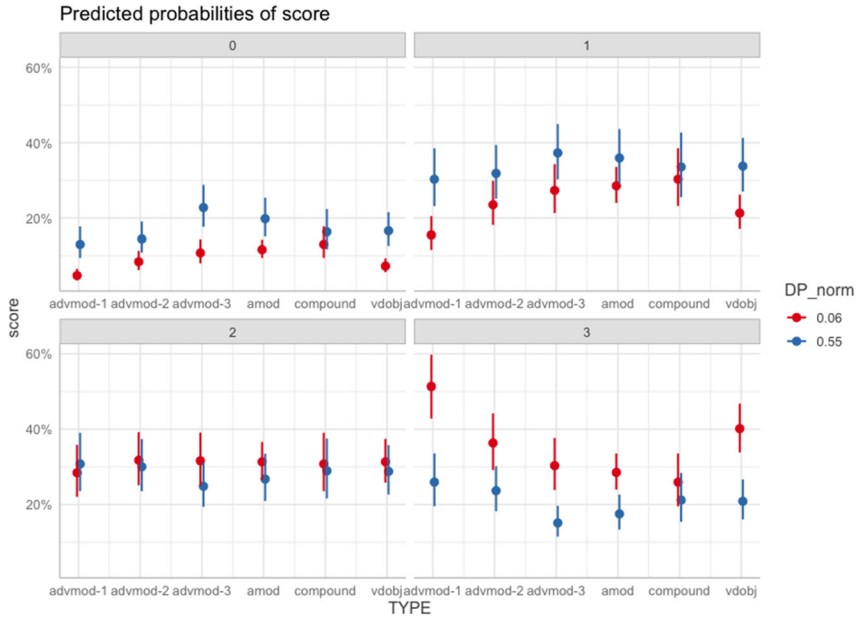 Predicted probabilities of score
0 1
60%
40%
20%
advmod-1 advmod-2 advmod-3 amod compound vdobj advmod-1 advmod-2 advmod-3 amod compound vdobj
2 3
60%
40%
20%
advmod-1 advmod-2 advmod-3 amod compound vdobj advmod-1 advmod-2 advmod-3 amod compound vdobj
TYPE
score
DP_norm
0.06
0.55